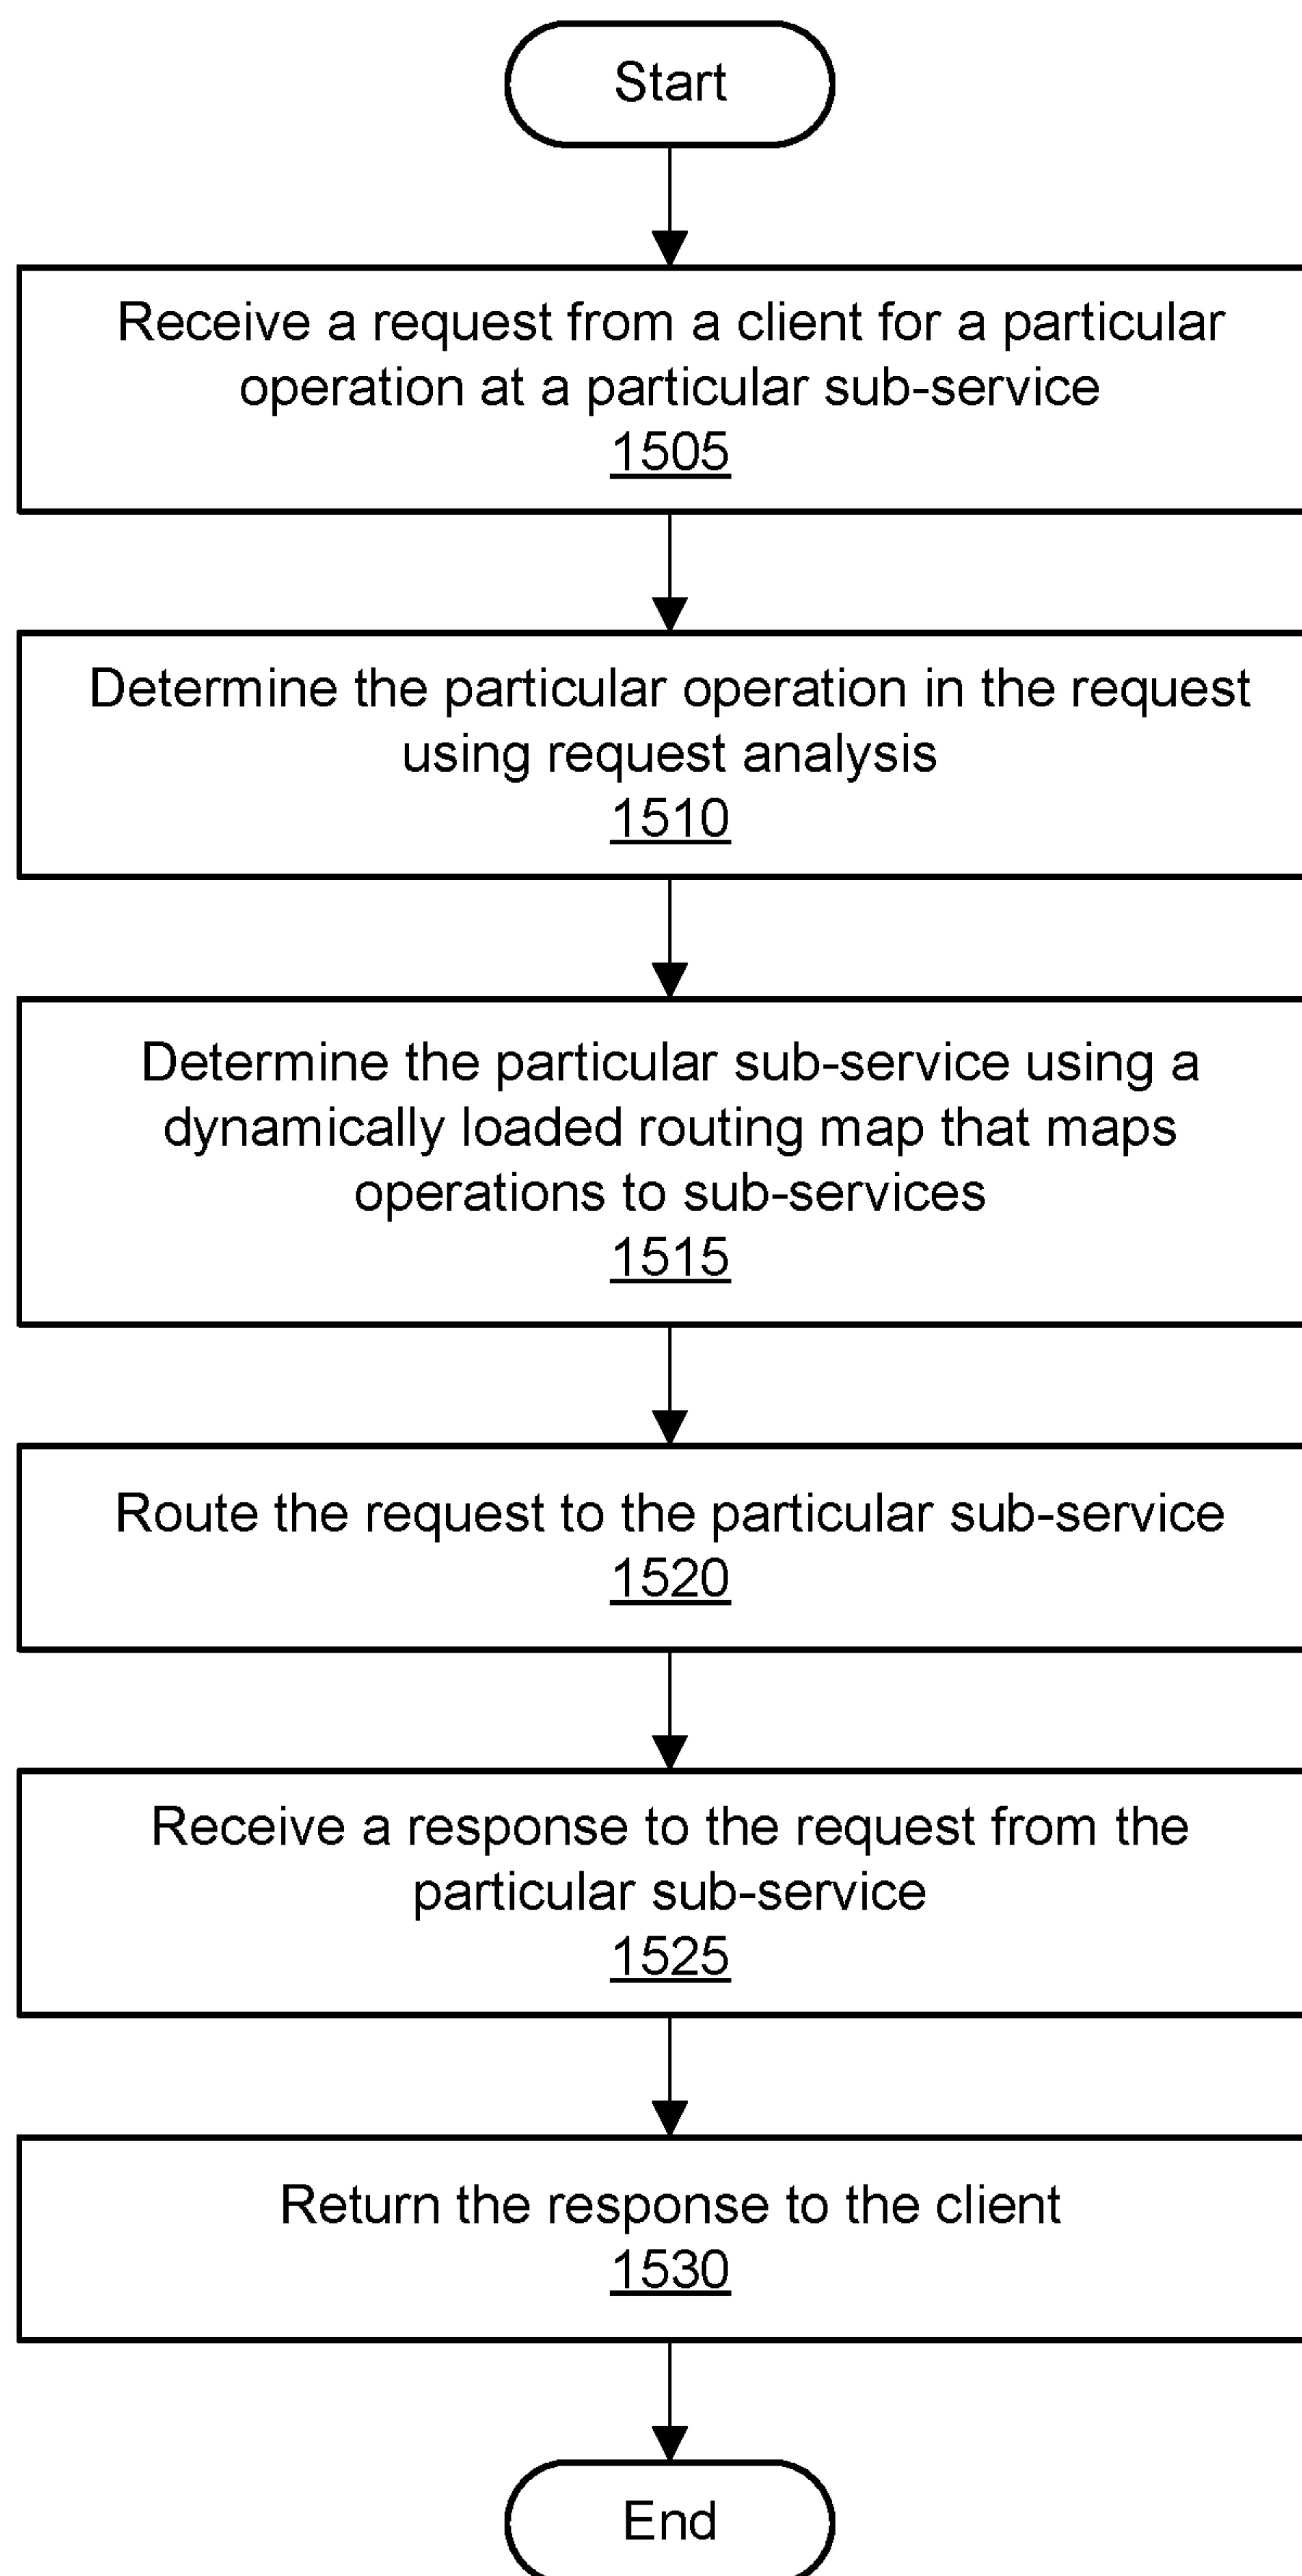 Start
Receive a request from a client for a particular
operation at a particular sub-service
1505
Determine the particular operation in the request
using request analysis
1510
Determine the particular sub-service using a
dynamically loaded routing map that maps
operations to sub-services
1515
Route the request to the particular sub-service
1520
Receive a response to the request from the
particular sub-service
1525
Return the response to the client
1530
End